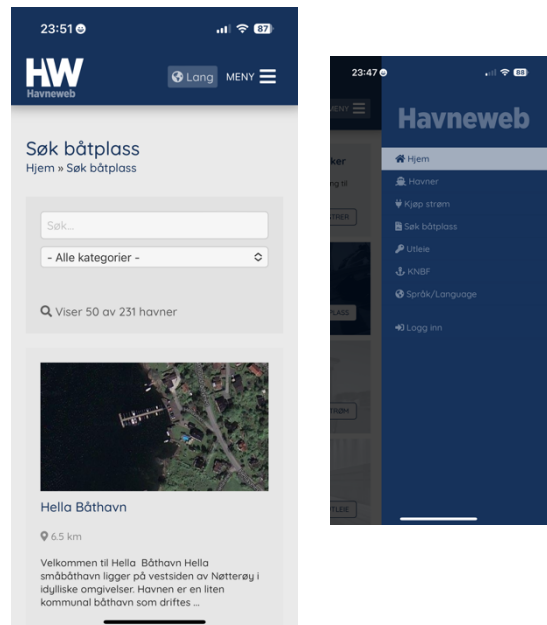 23:51
87
HW
Havneweb
Lang
MENY
Søk båtplass
Hjem » Søk båtplass
Søk...
- Alle kategorier -
Viser 50 av 231 havner
Hella Båthavn
6.5 km
Velkommen til Hella Båthavn Hella
småbåthavn ligger på vestsiden av Nøtterøy i
idylliske omgivelser. Havnen er en liten
kommunal båthavn som driftes ...
23:47
88
MENY
Havneweb
Hjem
Havner
Kjøp strøm
Søk båtplass
Utleie
KNBF
Språk/Language
Logg inn